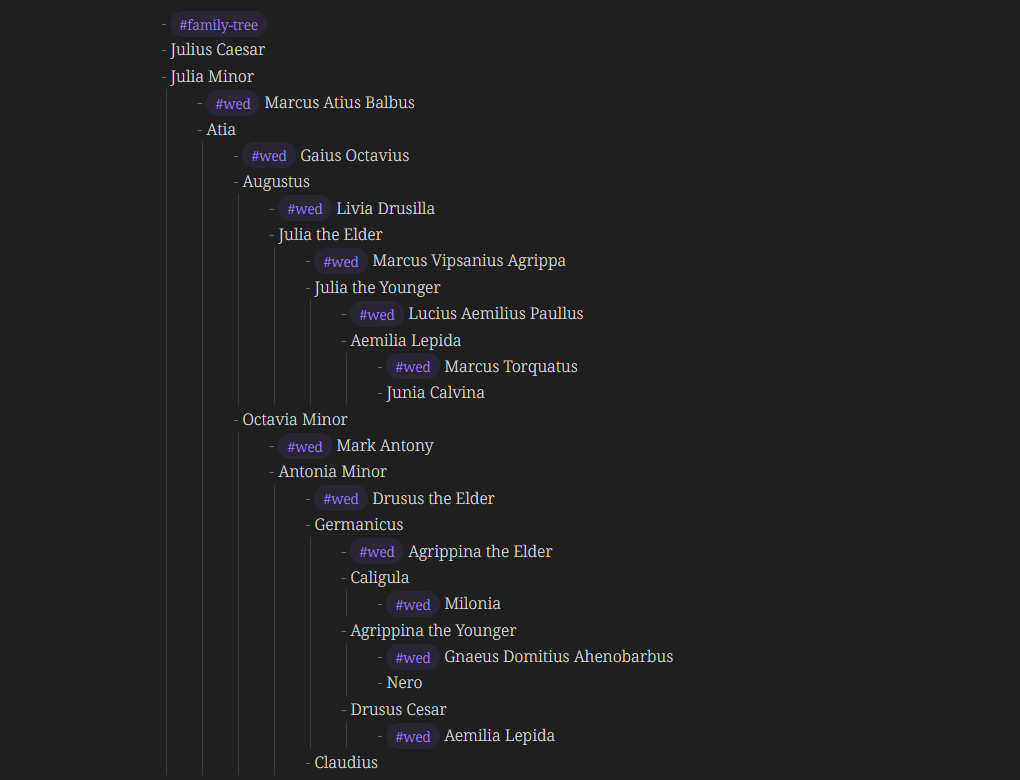 - #family-tree
- Julius Caesar
- Julia Minor
- #wed Marcus Atius Balbus
- Atia
- #wed Gaius Octavius
- Augustus
- #wed Livia Drusilla
- Julia the Elder
- #wed Marcus Vipsanius Agrippa
- Julia the Younger
- #wed Lucius Aemilius Paullus
- Aemilia Lepida
- #wed Marcus Torquatus
- Junia Calvina
- Octavia Minor
- #wed Mark Antony
- Antonia Minor
- #wed Drusus the Elder
- Germanicus
- #wed Agrippina the Elder
- Caligula
- #wed Milonia
- Agrippina the Younger
- #wed Gnaeus Domitius Ahenobarbus
- Nero
- Drusus Cesar
- #wed Aemilia Lepida
- Claudius